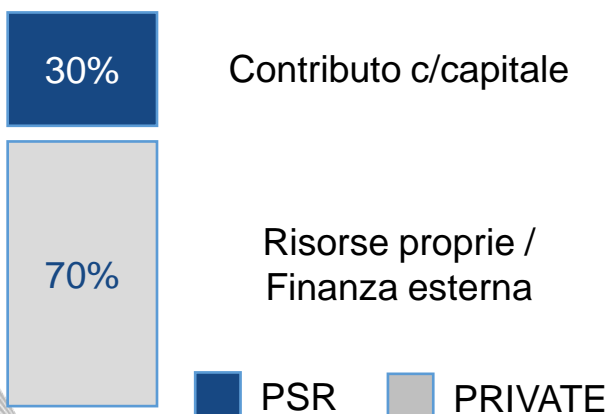 30%
Contributo c/capitale
70%
Risorse proprie /
Finanza esterna
PSR
PRIVATE